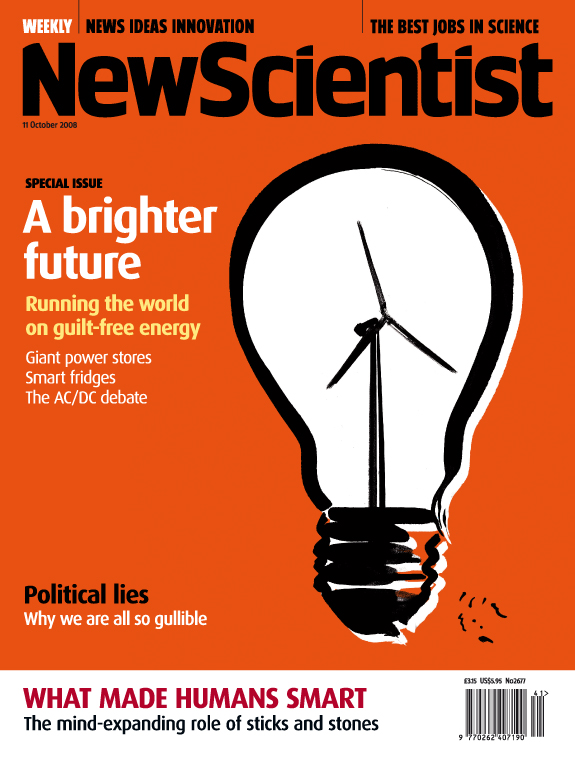 WEEKLY NEWS IDEAS INNOVATION
THE BEST JOBS IN SCIENCE
NewScientist
11 October 2008
SPECIAL ISSUE
A brighter
future
Running the world
on guilt-free energy
Giant power stores
Smart fridges
The AC/DC debate
Political lies
Why we are all so gullible
WHAT MADE HUMANS SMART
The mind-expanding role of sticks and stones
£3.15 US$5.95 No2677
41>
9 770262 407190